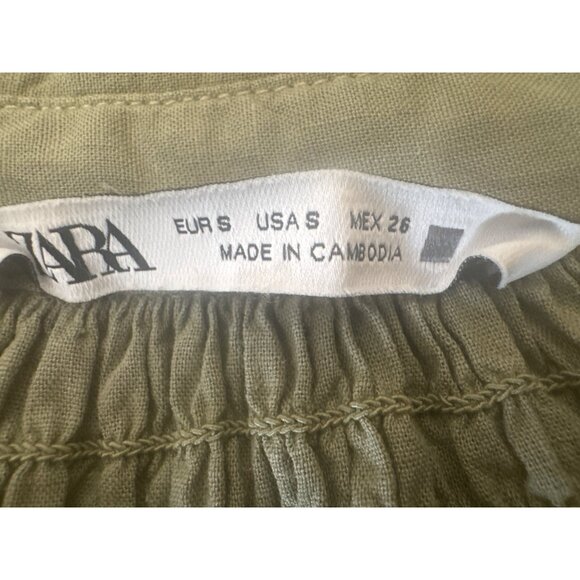 ZARA
EUR S USA S MEX 26
MADE IN CAMBODIA